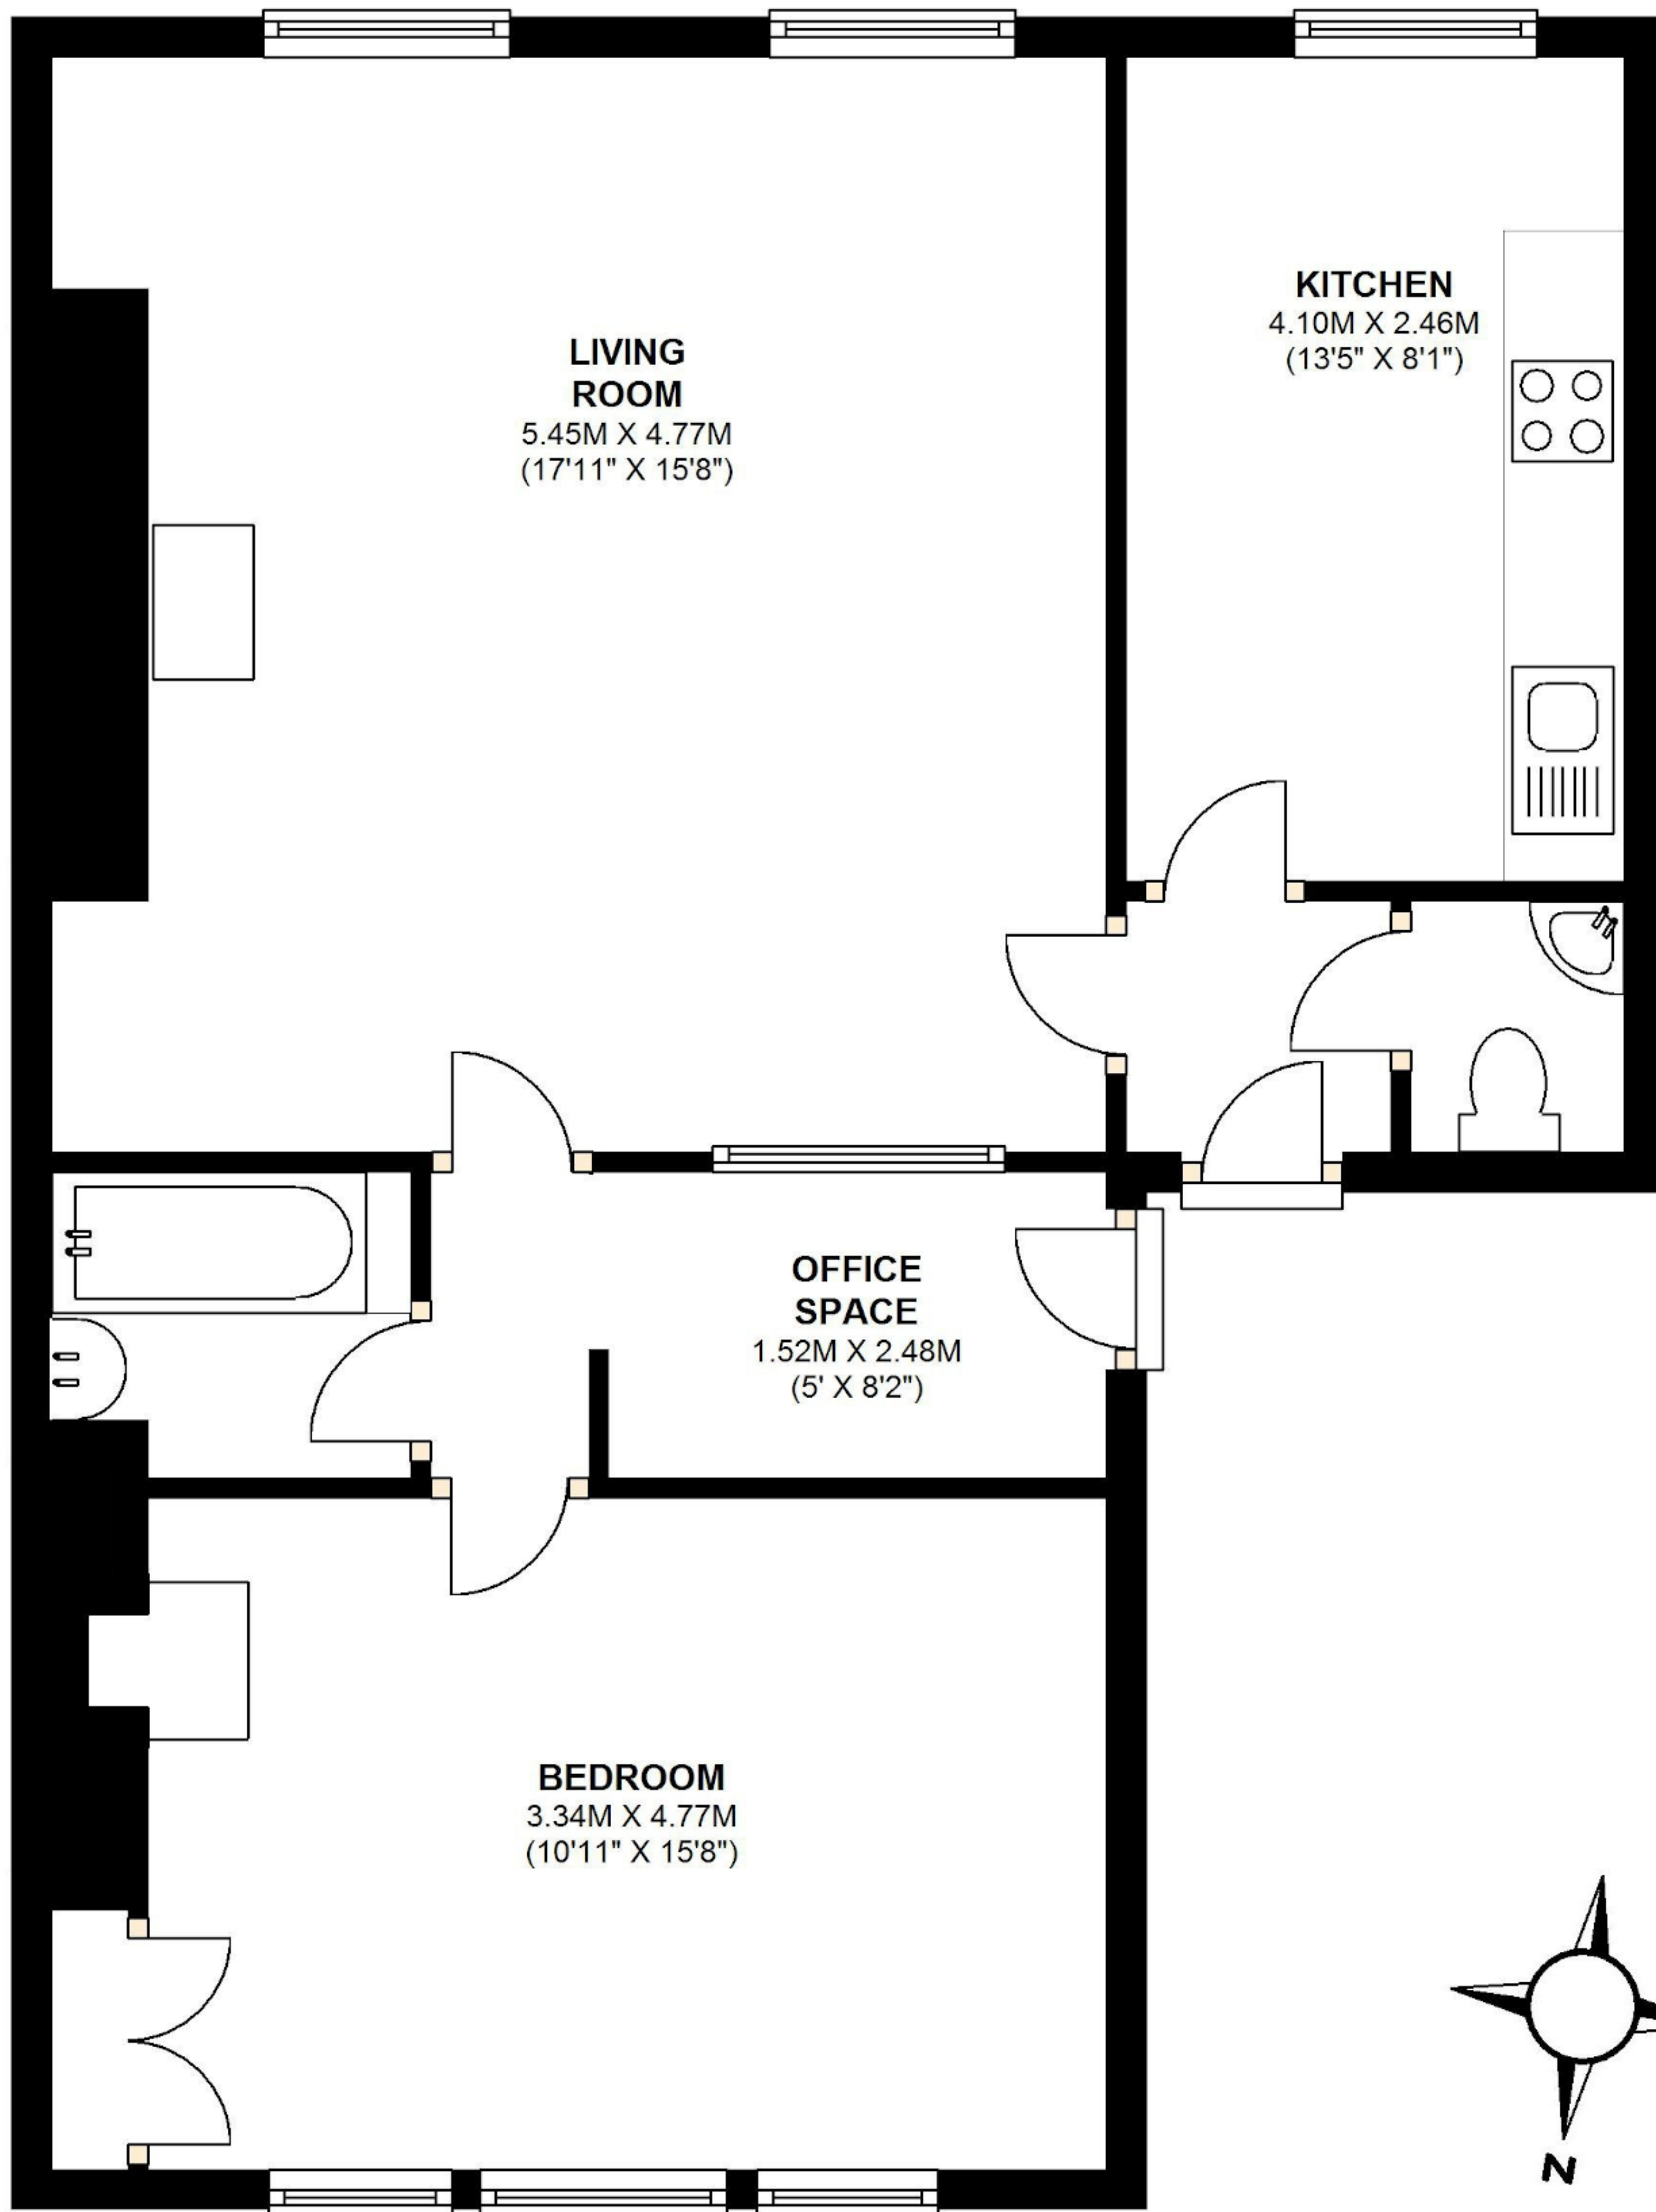 LIVING
ROOM
5.45M X 4.77M
(17'11" X 15'8")
KITCHEN
4.10M X 2.46M
(13'5" X 8'1")
OFFICE
SPACE
1.52M X 2.48M
(5' X 8'2")
BEDROOM
3.34M X 4.77M
(10'11" X 15'8")
N